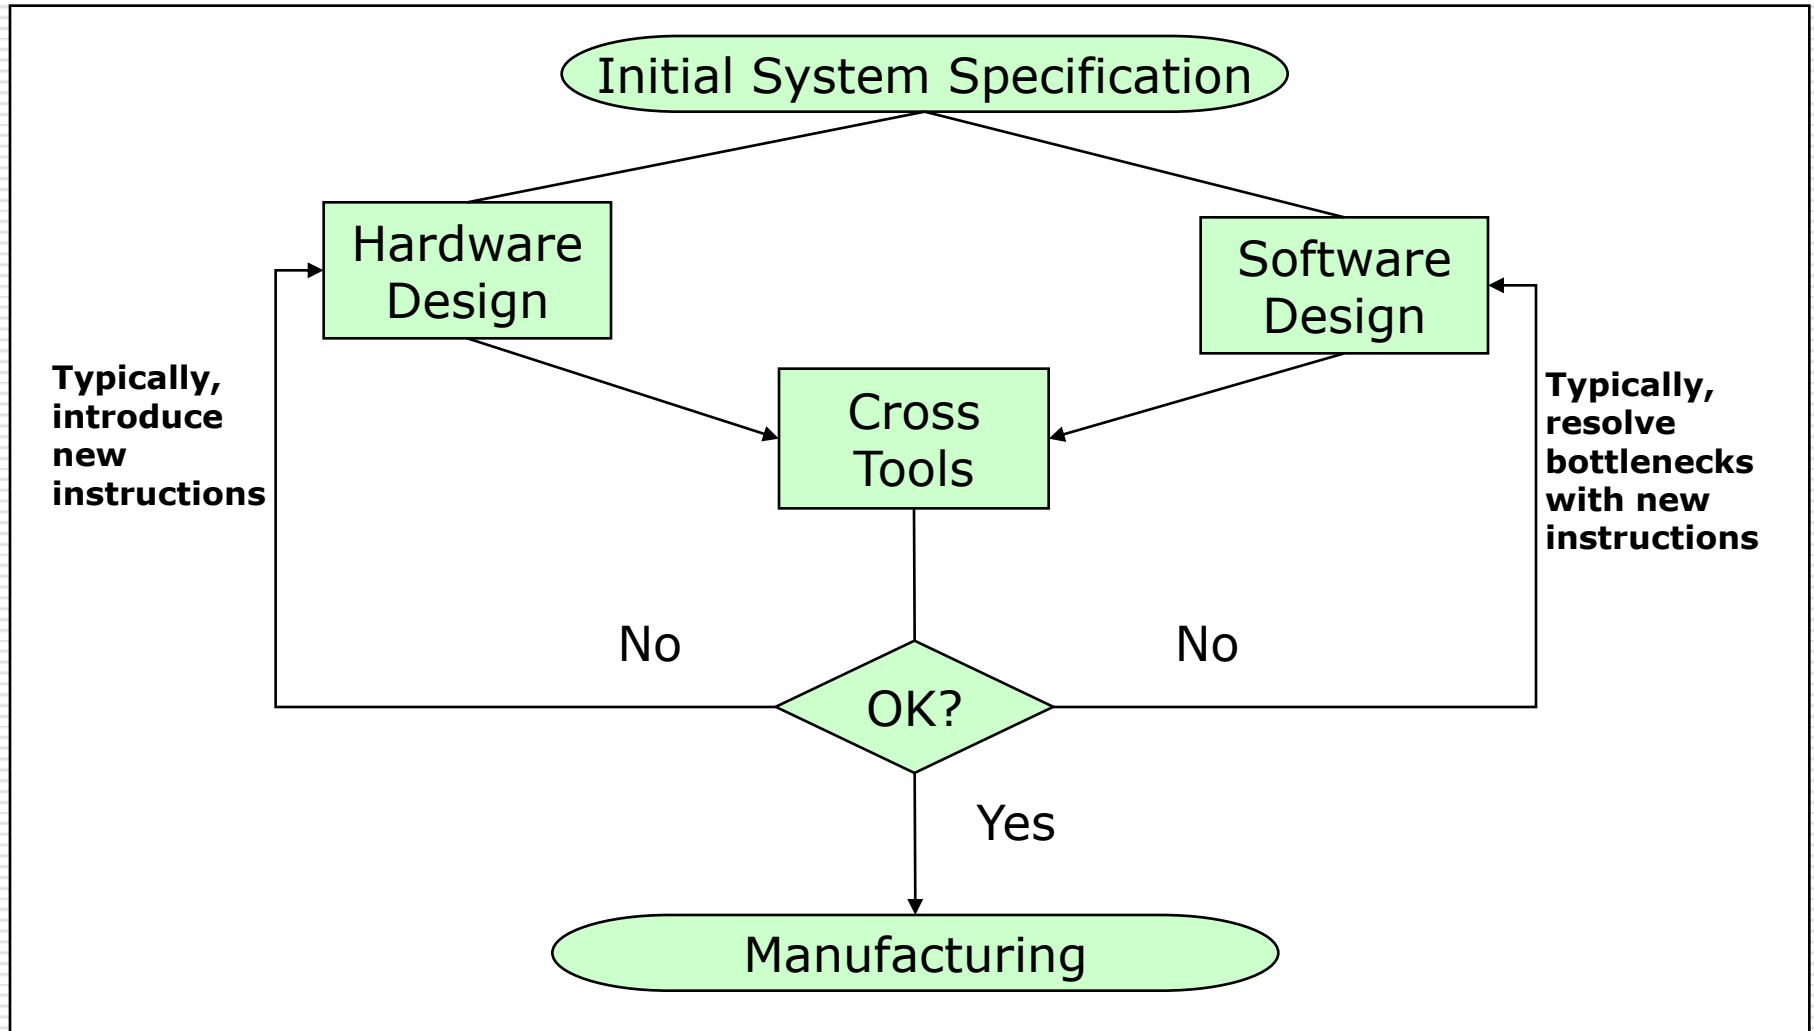 Initial System Specification
Hardware
Design
Software
Design
Typically,
introduce
new
instructions
Cross
Tools
Typically,
resolve
bottlenecks
with new
instructions
No
No
OK?
Yes
Manufacturing